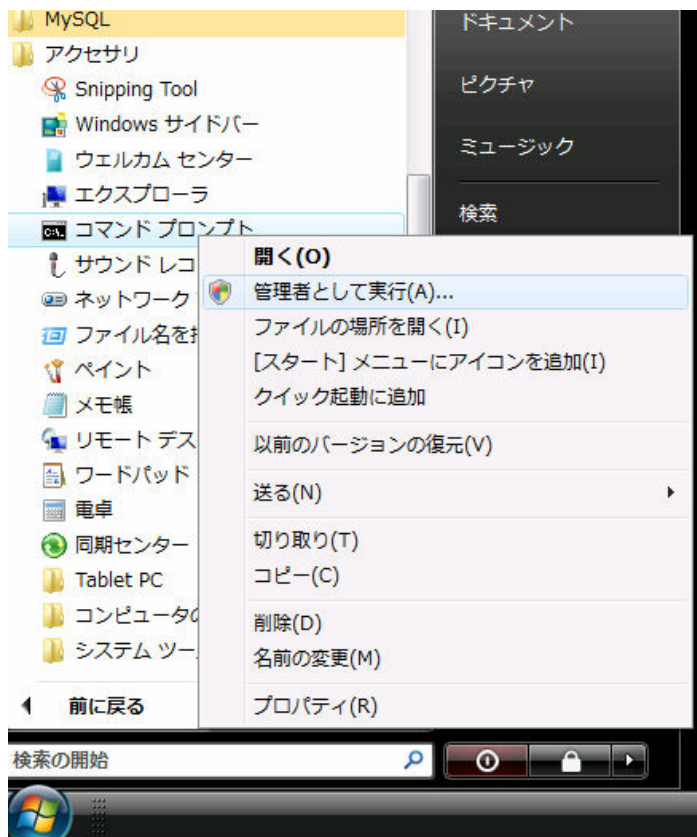 MySQL
アクセサリ
Snipping Tool
Windows サイドバー
ウェルカム センター
エクスプローラ
コマンド プロンプト
サウンド レコ
ネットワーク
ファイル名を
ペイント
メモ帳
リモート デス
ワードパッド
電卓
同期センター
Tablet PC
コンピュータの
システム ツー
前に戻る
検索の開始
ドキュメント
ピクチャ
ミュージック
検索
開く(O)
管理者として実行(A)...
ファイルの場所を開く(I)
[スタート] メニューにアイコンを追加(I)
クイック起動に追加
以前のバージョンの復元(V)
送る(N)
切り取り(T)
コピー(C)
削除(D)
名前の変更(M)
プロパティ(R)